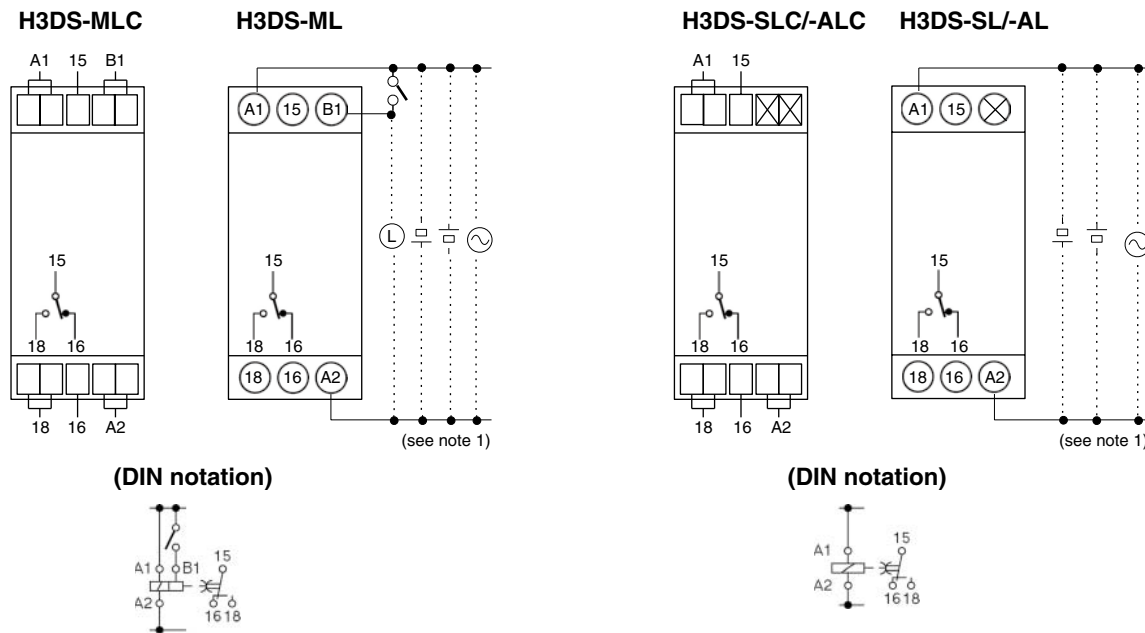 H3DS-MLC
H3DS-ML
H3DS-SLC/-ALC
H3DS-SL/-AL
A1 15 B1
A1 15 B1
A1 15
A1 15
L
15
15
15
15
18 16
18 16
18 16
18 16
18 16 A2
18 16 A2
18 16 A2
18 16 A2
(see note 1)
(see note 1)
(DIN notation)
(DIN notation)
15
A1 B1
A2
16 18
15
A1
A2
16 18